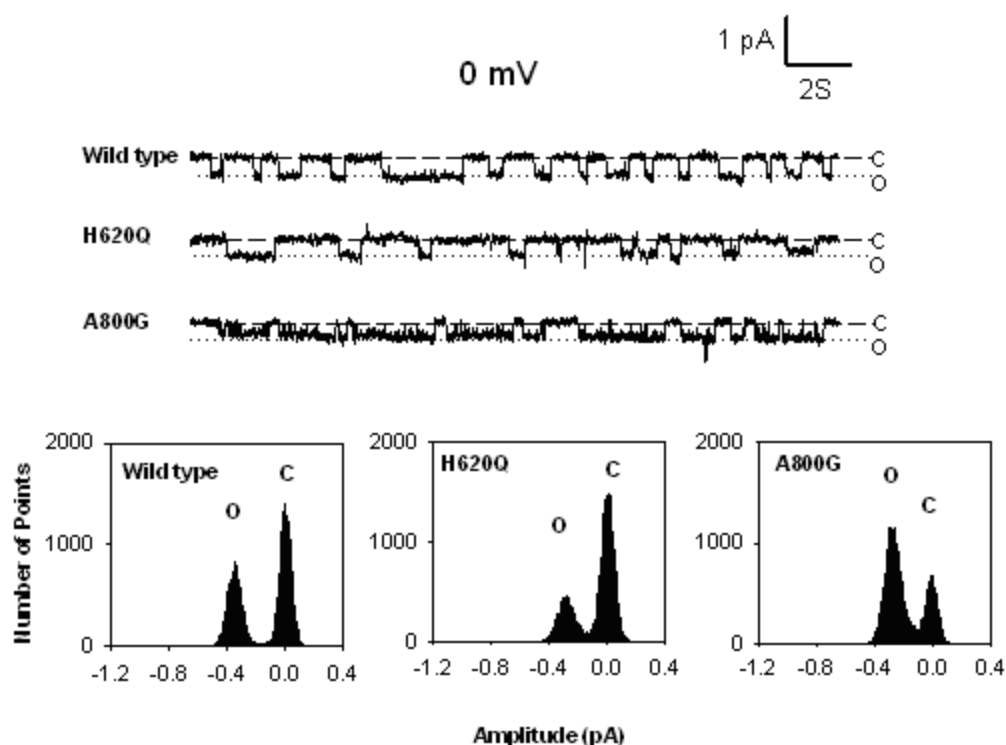 1 pA
0 mV
2S
Wild type
C
O
H620Q
C
O
A800G
C
O
Number of Points
2000
1000
0
Wild type
O
C
-1.2 -0.8 -0.4 0.0 0.4
2000
1000
0
H620Q
O
C
-1.2 -0.8 -0.4 0.0 0.4
2000
1000
0
A800G
O
C
-1.2 -0.8 -0.4 0.0 0.4
Amplitude (pA)